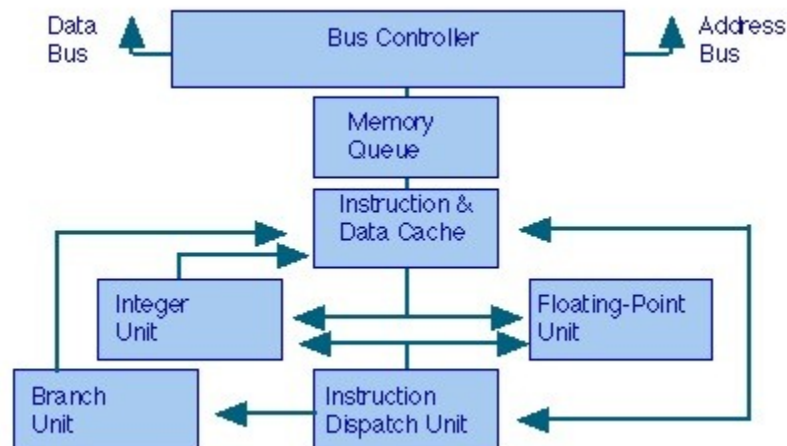 Data
Bus
Bus Controller
Address
Bus
Memory
Queue
Instruction &
Data Cache
Integer
Unit
Floating-Point
Unit
Branch
Unit
Instruction
Dispatch Unit